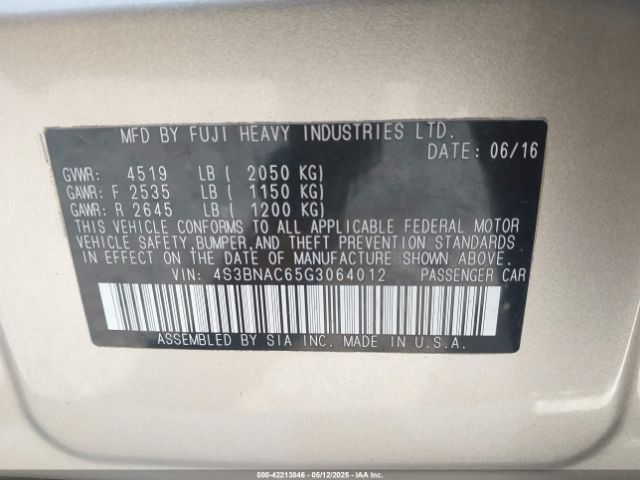 MFD BY FUJI HEAVY INDUSTRIES LTD.
DATE: 06/16
GVWR: 4519 LB ( 2050 KG)
GAWR: F 2535 LB ( 1150 KG)
GAWR: R 2645 LB ( 1200 KG)
THIS VEHICLE CONFORMS TO ALL APPLICABLE FEDERAL MOTOR
VEHICLE SAFETY,BUMPER,AND THEFT PREVENTION STANDARDS
IN EFFECT ON THE DATE OF MANUFACTURE SHOWN ABOVE.
VIN: 4S3BNAC65G3064012 PASSENGER CAR
ASSEMBLED BY SIA INC. MADE IN U.S.A.
000-42213846 - 05/12/2025 - IAAI.COM